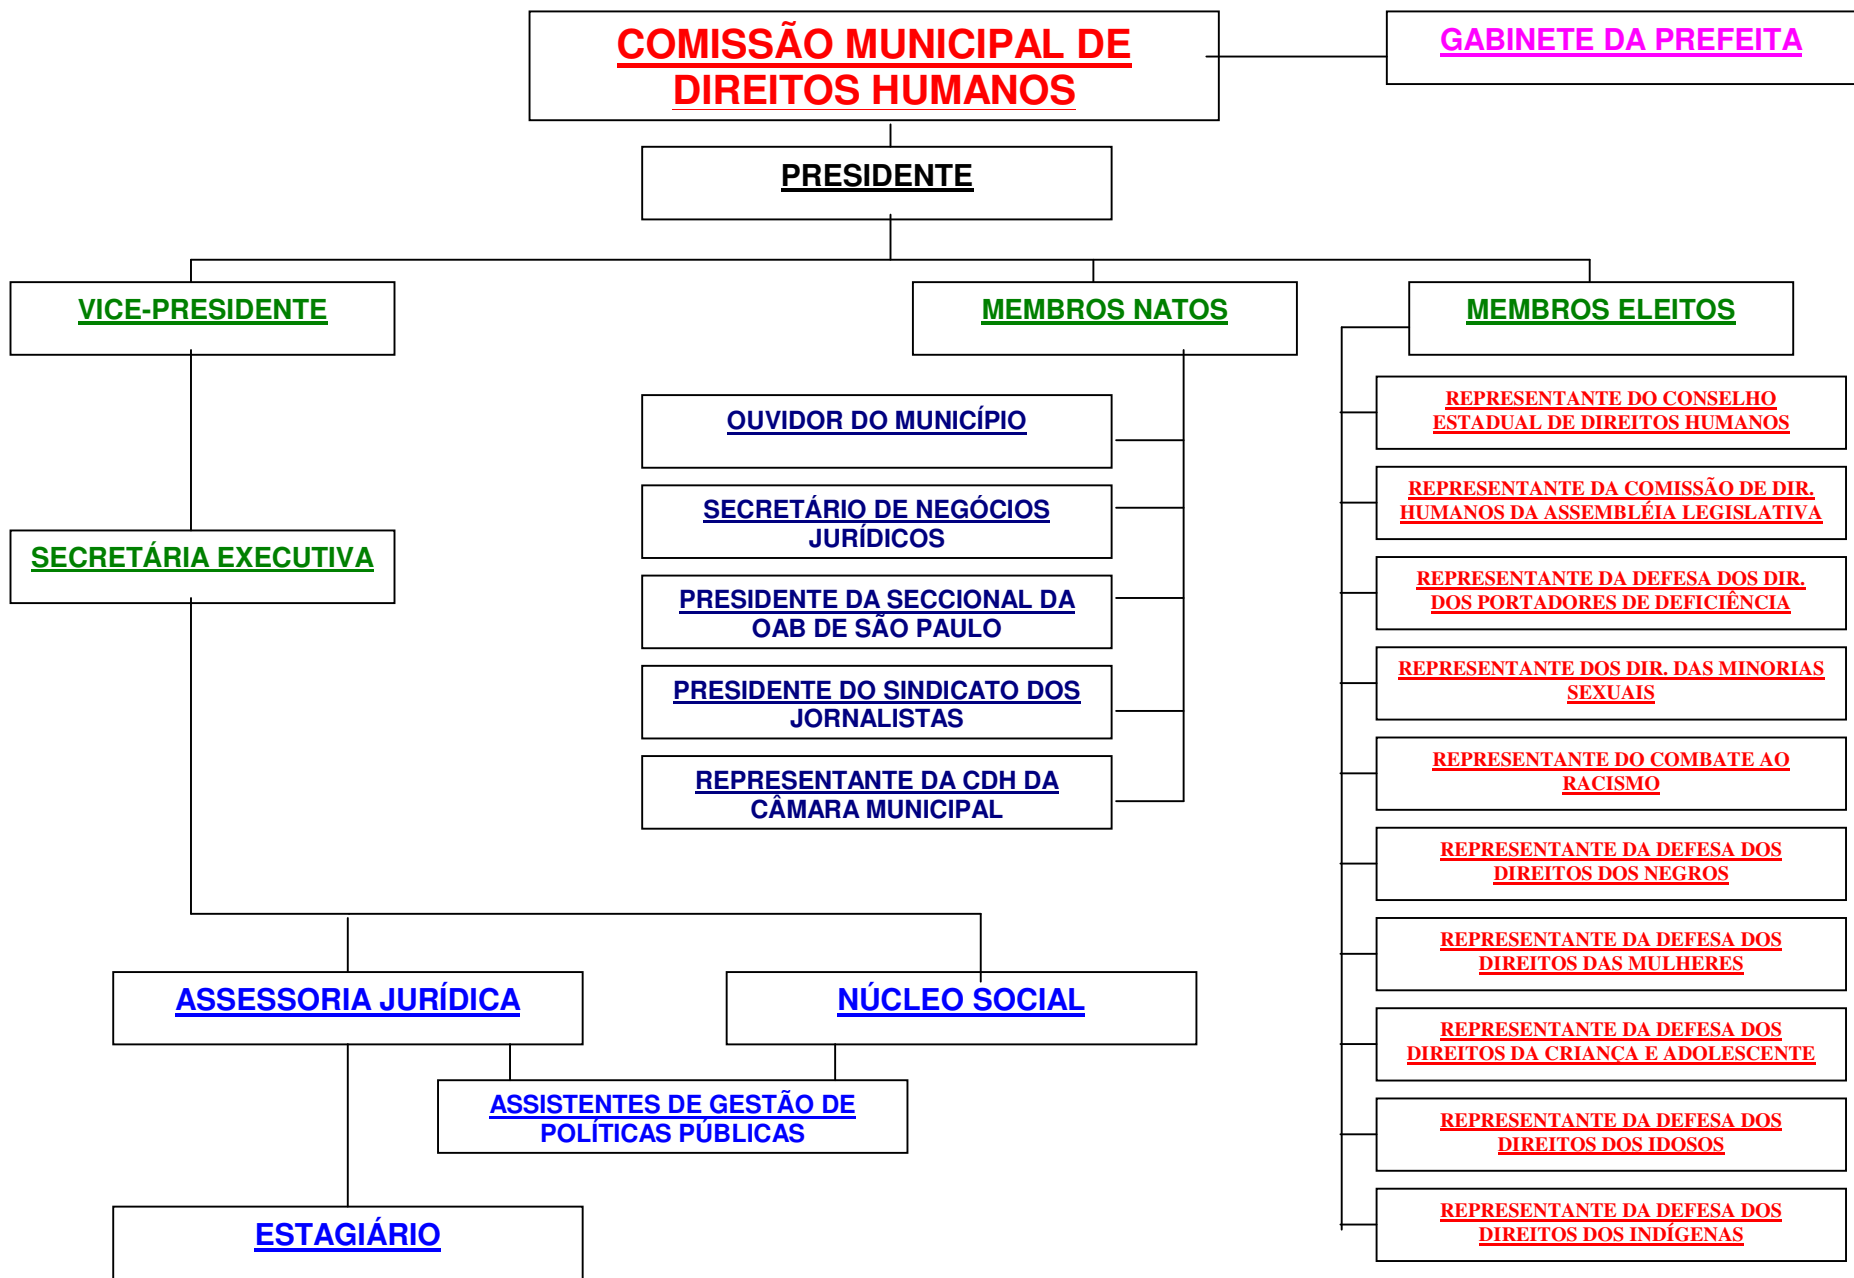 COMISSÃO MUNICIPAL DE
DIREITOS HUMANOS
GABINETE DA PREFEITA
PRESIDENTE
VICE-PRESIDENTE
MEMBROS NATOS
MEMBROS ELEITOS
SECRETÁRIA EXECUTIVA
OUVIDOR DO MUNICÍPIO
SECRETÁRIO DE NEGÓCIOS
JURÍDICOS
PRESIDENTE DA SECCIONAL DA
OAB DE SÃO PAULO
PRESIDENTE DO SINDICATO DOS
JORNALISTAS
REPRESENTANTE DA CDH DA
CÂMARA MUNICIPAL
REPRESENTANTE DO CONSELHO
ESTADUAL DE DIREITOS HUMANOS
REPRESENTANTE DA COMISSÃO DE DIR.
HUMANOS DA ASSEMBLÉIA LEGISLATIVA
REPRESENTANTE DA DEFESA DOS DIR.
DOS PORTADORES DE DEFICIÊNCIA
REPRESENTANTE DOS DIR. DAS MINORIAS
SEXUAIS
REPRESENTANTE DO COMBATE AO
RACISMO
REPRESENTANTE DA DEFESA DOS
DIREITOS DOS NEGROS
REPRESENTANTE DA DEFESA DOS
DIREITOS DAS MULHERES
REPRESENTANTE DA DEFESA DOS
DIREITOS DA CRIANÇA E ADOLESCENTE
REPRESENTANTE DA DEFESA DOS
DIREITOS DOS IDOSOS
REPRESENTANTE DA DEFESA DOS
DIREITOS DOS INDÍGENAS
ASSESSORIA JURÍDICA
NÚCLEO SOCIAL
ASSISTENTES DE GESTÃO DE
POLÍTICAS PÚBLICAS
ESTAGIÁRIO